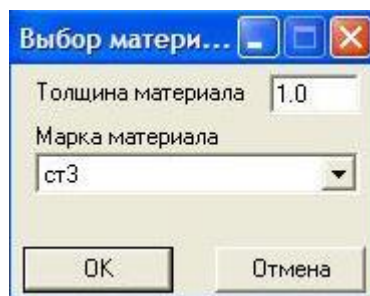 Выбор матери...
Толщина материала 1.0
Марка материала
ст3
OK Отмена